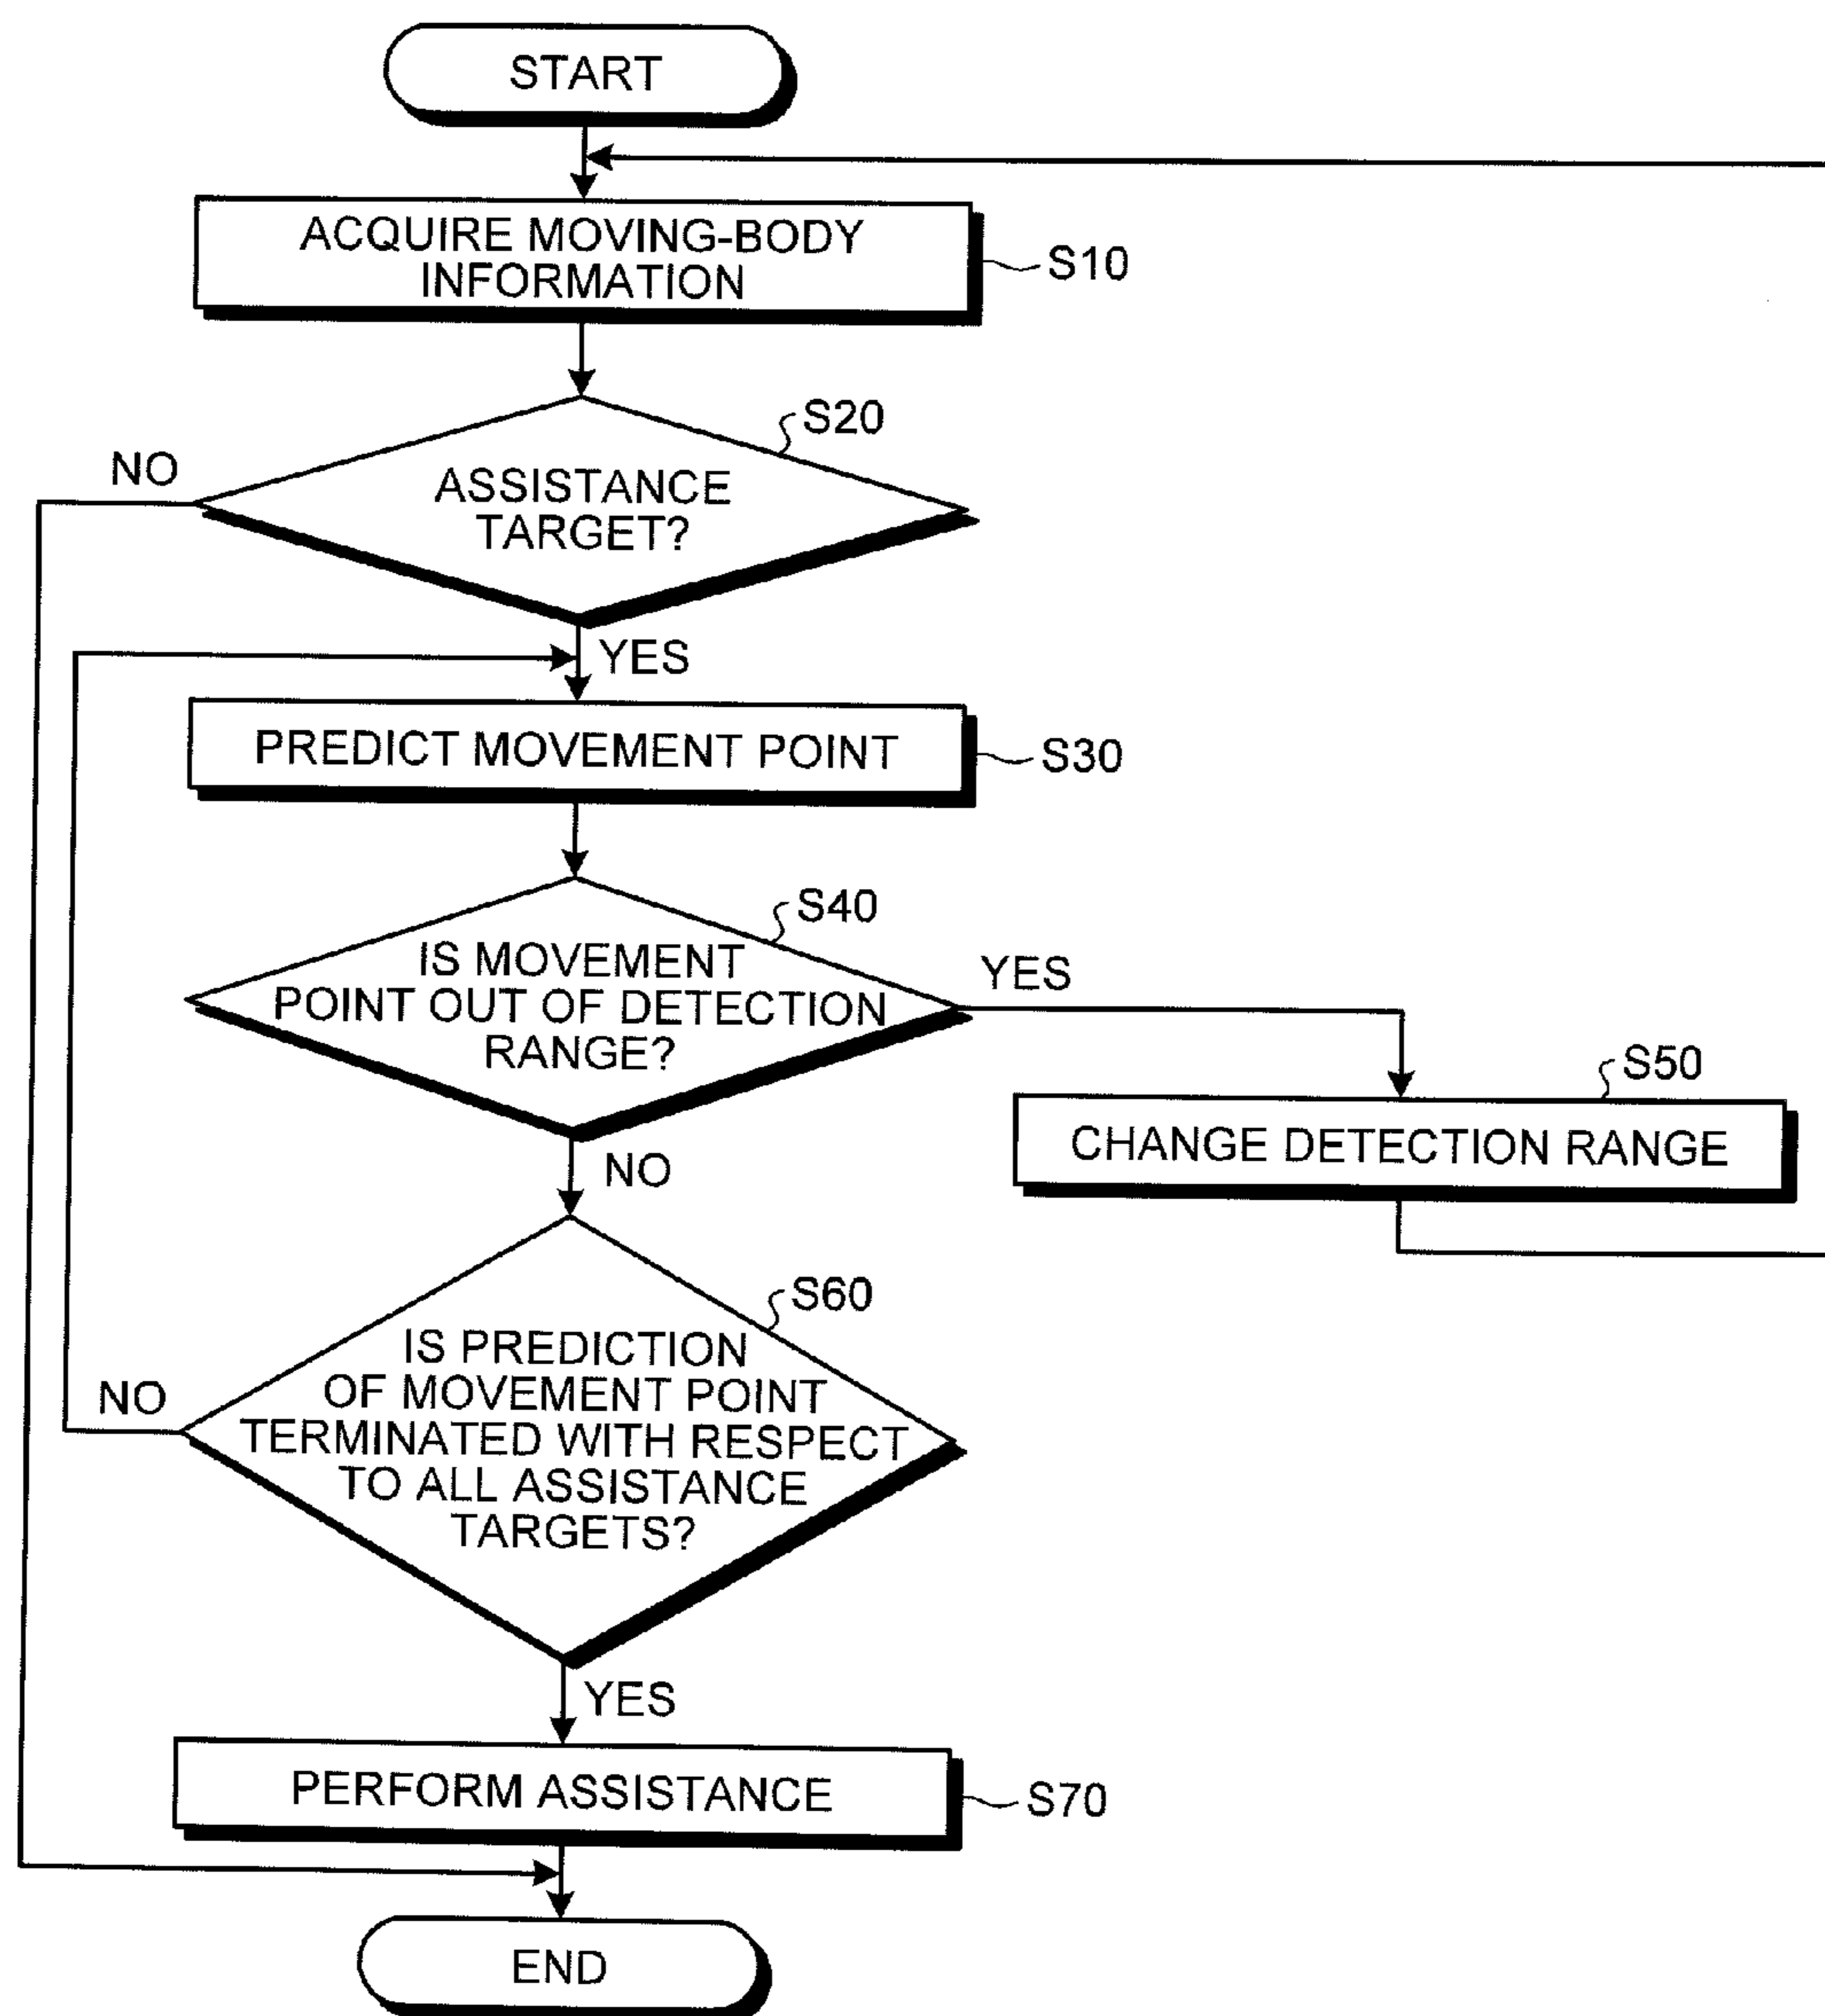 START
ACQUIRE MOVING-BODY
INFORMATION
S10
S20
NO
ASSISTANCE
TARGET?
YES
PREDICT MOVEMENT POINT
S30
S40
IS MOVEMENT
POINT OUT OF DETECTION
RANGE?
YES
S50
CHANGE DETECTION RANGE
NO
S60
IS PREDICTION
OF MOVEMENT POINT
TERMINATED WITH RESPECT
TO ALL ASSISTANCE
TARGETS?
NO
YES
PERFORM ASSISTANCE
S70
END